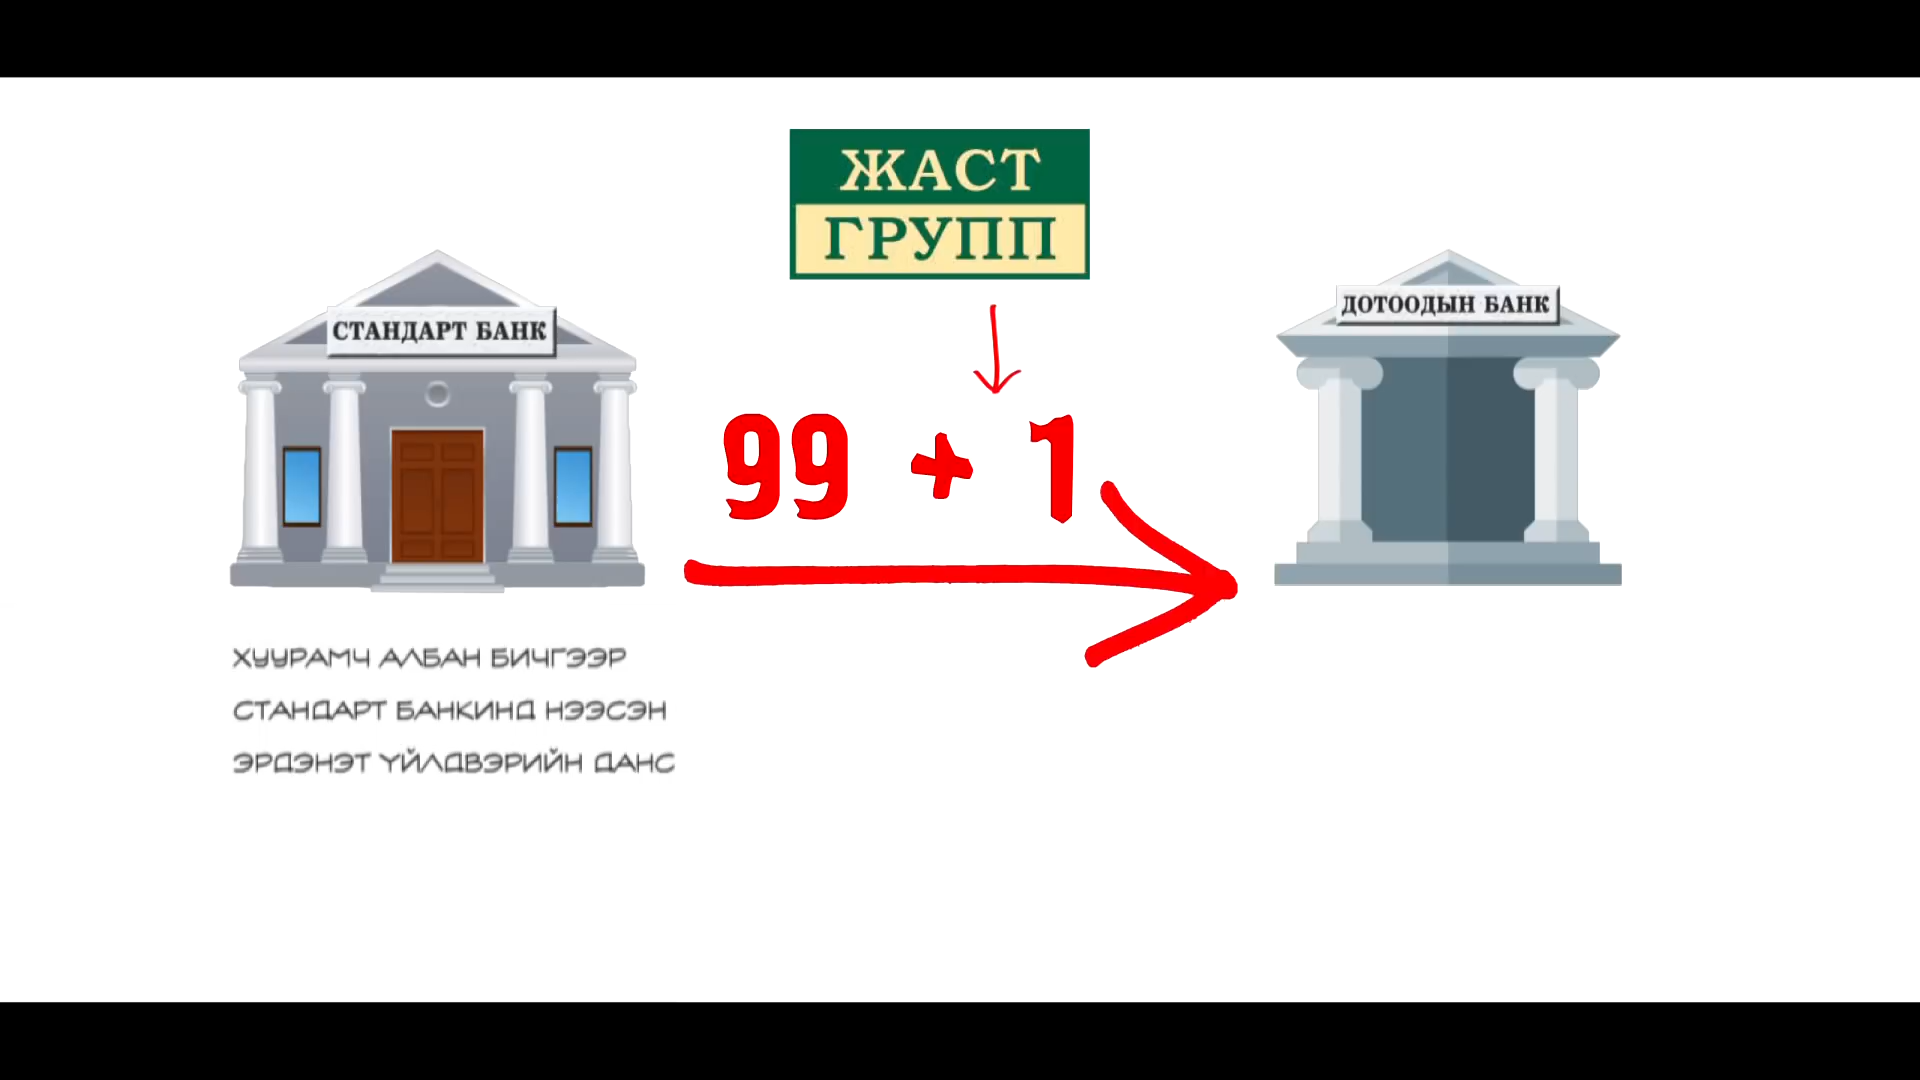 ЖАСТ
ГРУПП
СТАНДАРТ БАНК
ДОТООДЫН БАНК
99 + 1
ХУУРАМЧ АЛБАН БИЧГЭЭР
СТАНДАРТ БАНКИНД НЭЭСЭН
ЭРДЭНЭТ ҮЙЛДВЭРИЙН ДАНС